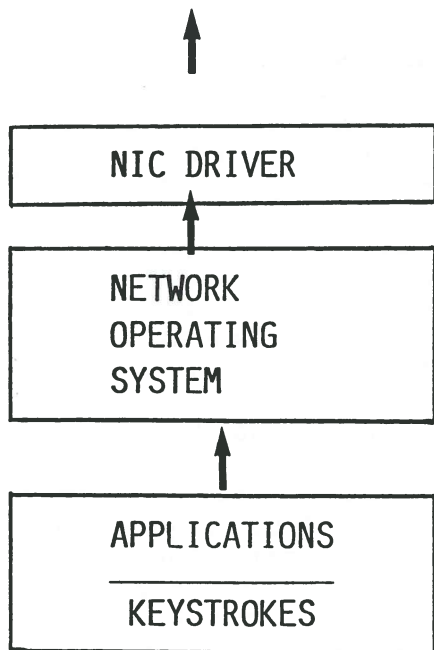 NIC DRIVER
NETWORK
OPERATING
SYSTEM
APPLICATIONS
KEYSTROKES